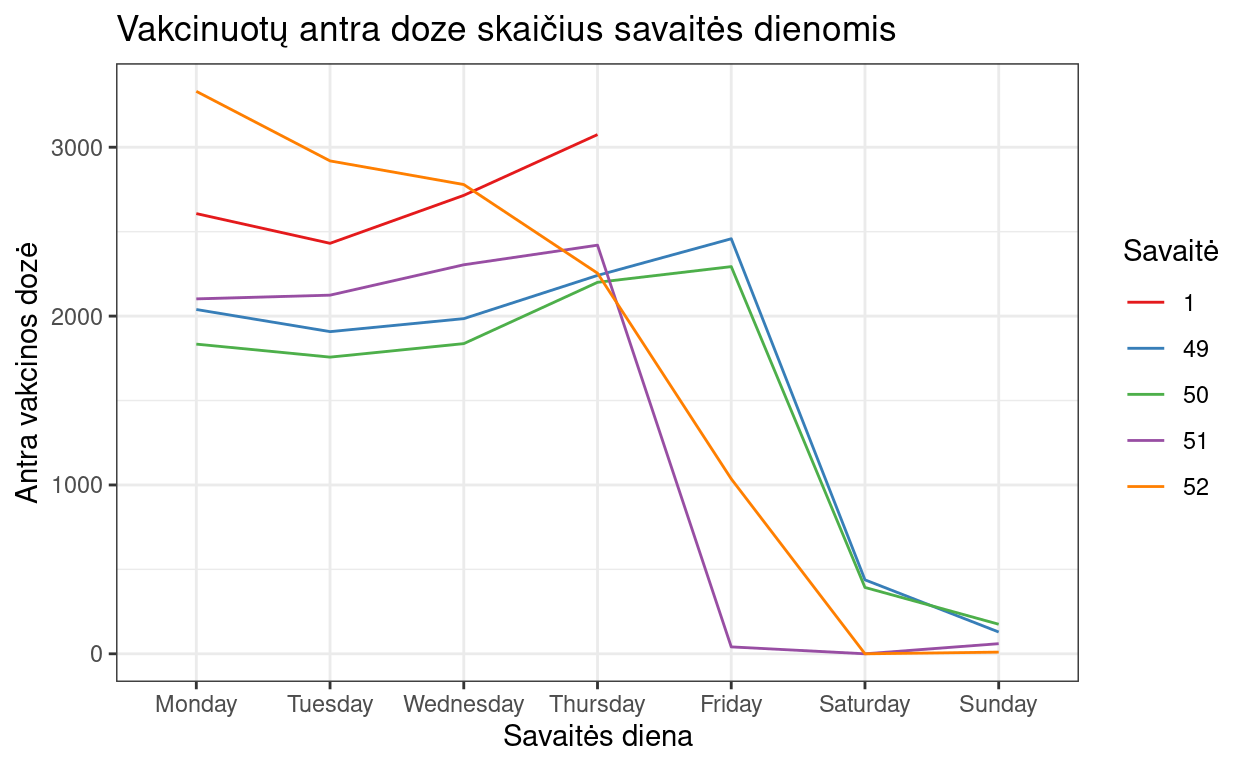 Vakcinuotų antra doze skaičius savaitės dienomis
Antra vakcinos dozė
3000
2000
1000
0
Monday Tuesday Wednesday Thursday Friday Saturday Sunday
Savaitės diena
Savaitė
1
49
50
51
52